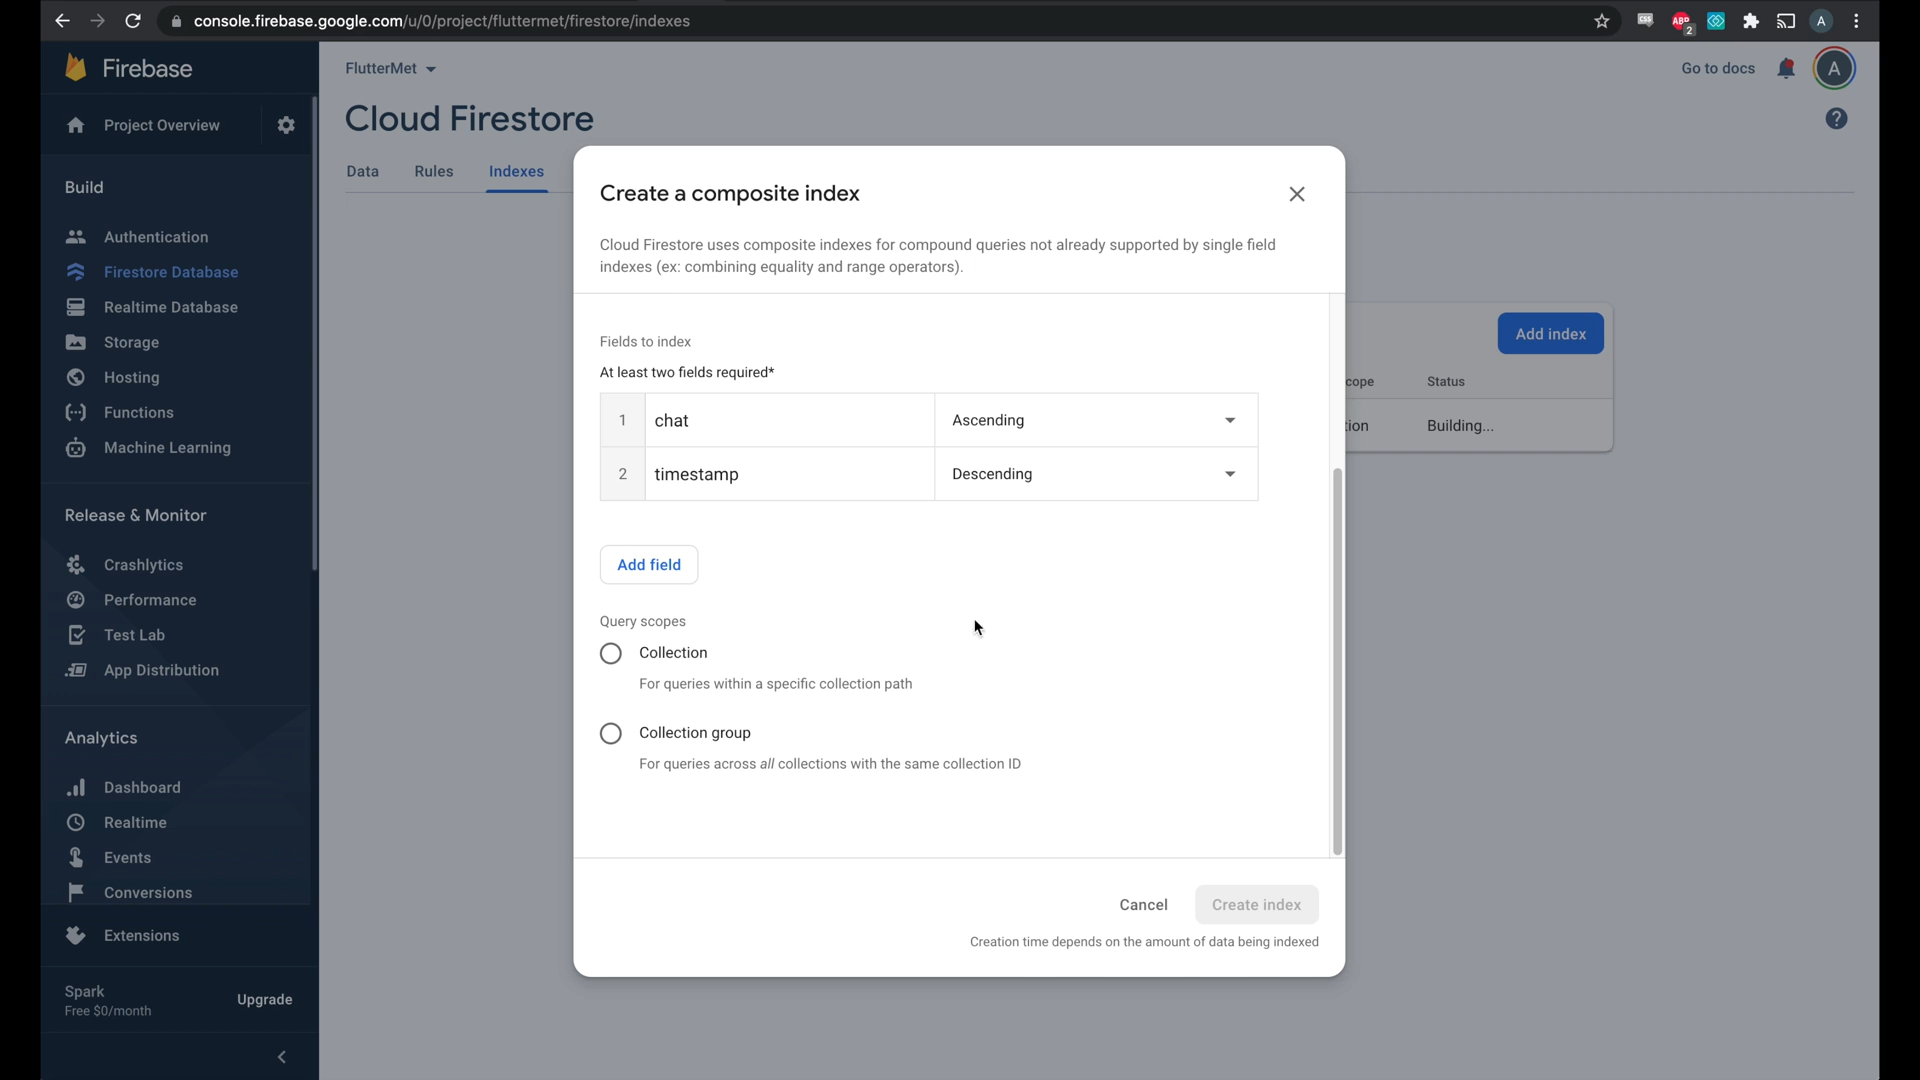 console.firebase.google.com/u/0/project/fluttermet/firestore/indexes
CSS
ABP
2
A
Firebase
Project Overview
Build
Authentication
Firestore Database
Realtime Database
Storage
Hosting
Functions
Machine Learning
Release & Monitor
Crashlytics
Performance
Test Lab
App Distribution
Analytics
Dashboard
Realtime
Events
Conversions
Extensions
Spark
Free $0/month
Upgrade
FlutterMet
Go to docs
A
Cloud Firestore
?
Data Rules Indexes
Add index
cope Status
tion Building...
Create a composite index
Cloud Firestore uses composite indexes for compound queries not already supported by single field
indexes (ex: combining equality and range operators).
Fields to index
At least two fields required*
1 chat Ascending
2 timestamp Descending
Add field
Query scopes
Collection
For queries within a specific collection path
Collection group
For queries across all collections with the same collection ID
Cancel Create index
Creation time depends on the amount of data being indexed